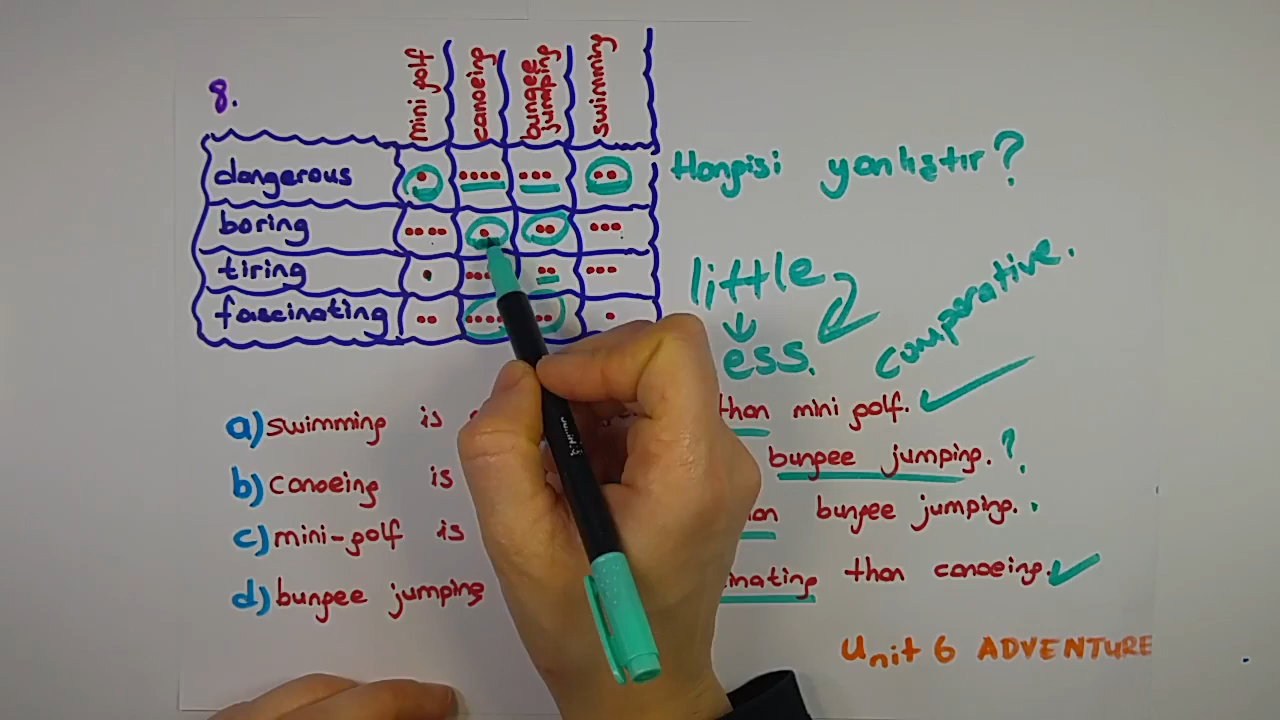 8.
mini golf canoeing bungee jumping swimming
dangerous
boring
tiring
fascinating
Hangisi yanlıştır?
little
ess.
comparative.
a) swimming is than mini golf.
b) canoeing is bungee jumping. ?
c) mini-golf is bungee jumping.
d) bungee jumping than canoeing.
Unit 6 ADVENTURE